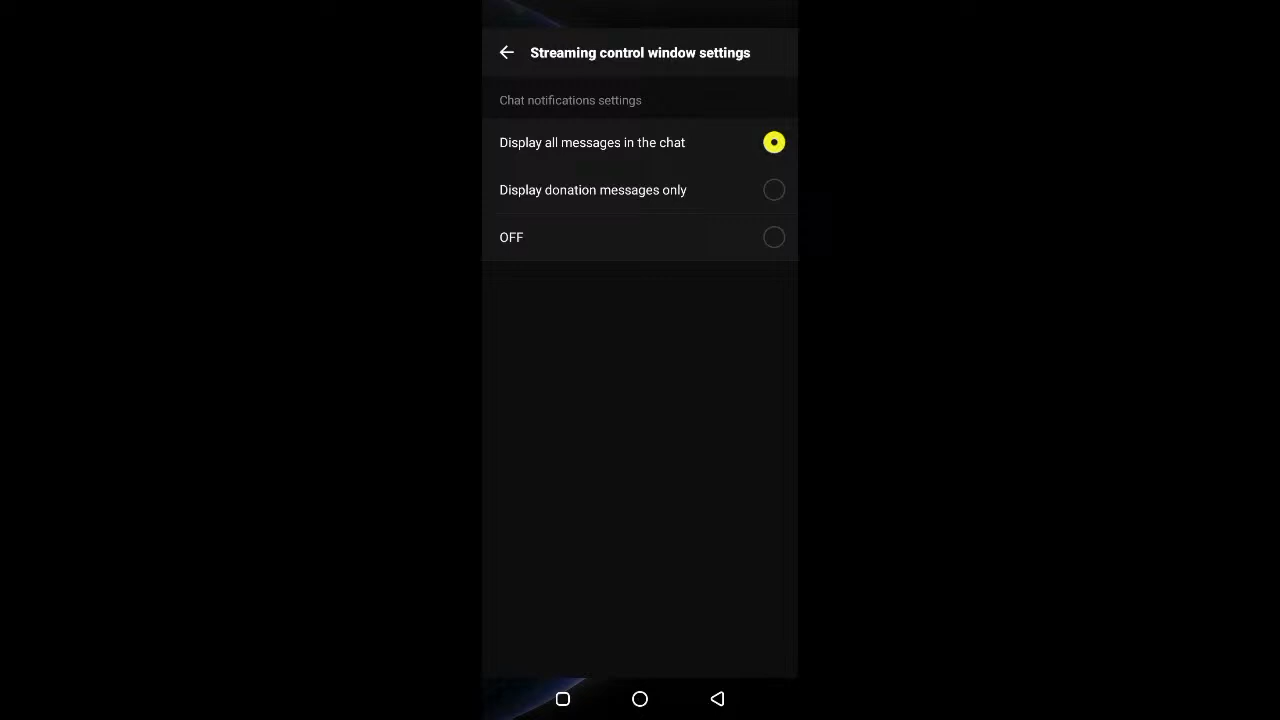 Streaming control window settings
Chat notifications settings
Display all messages in the chat
Display donation messages only
OFF